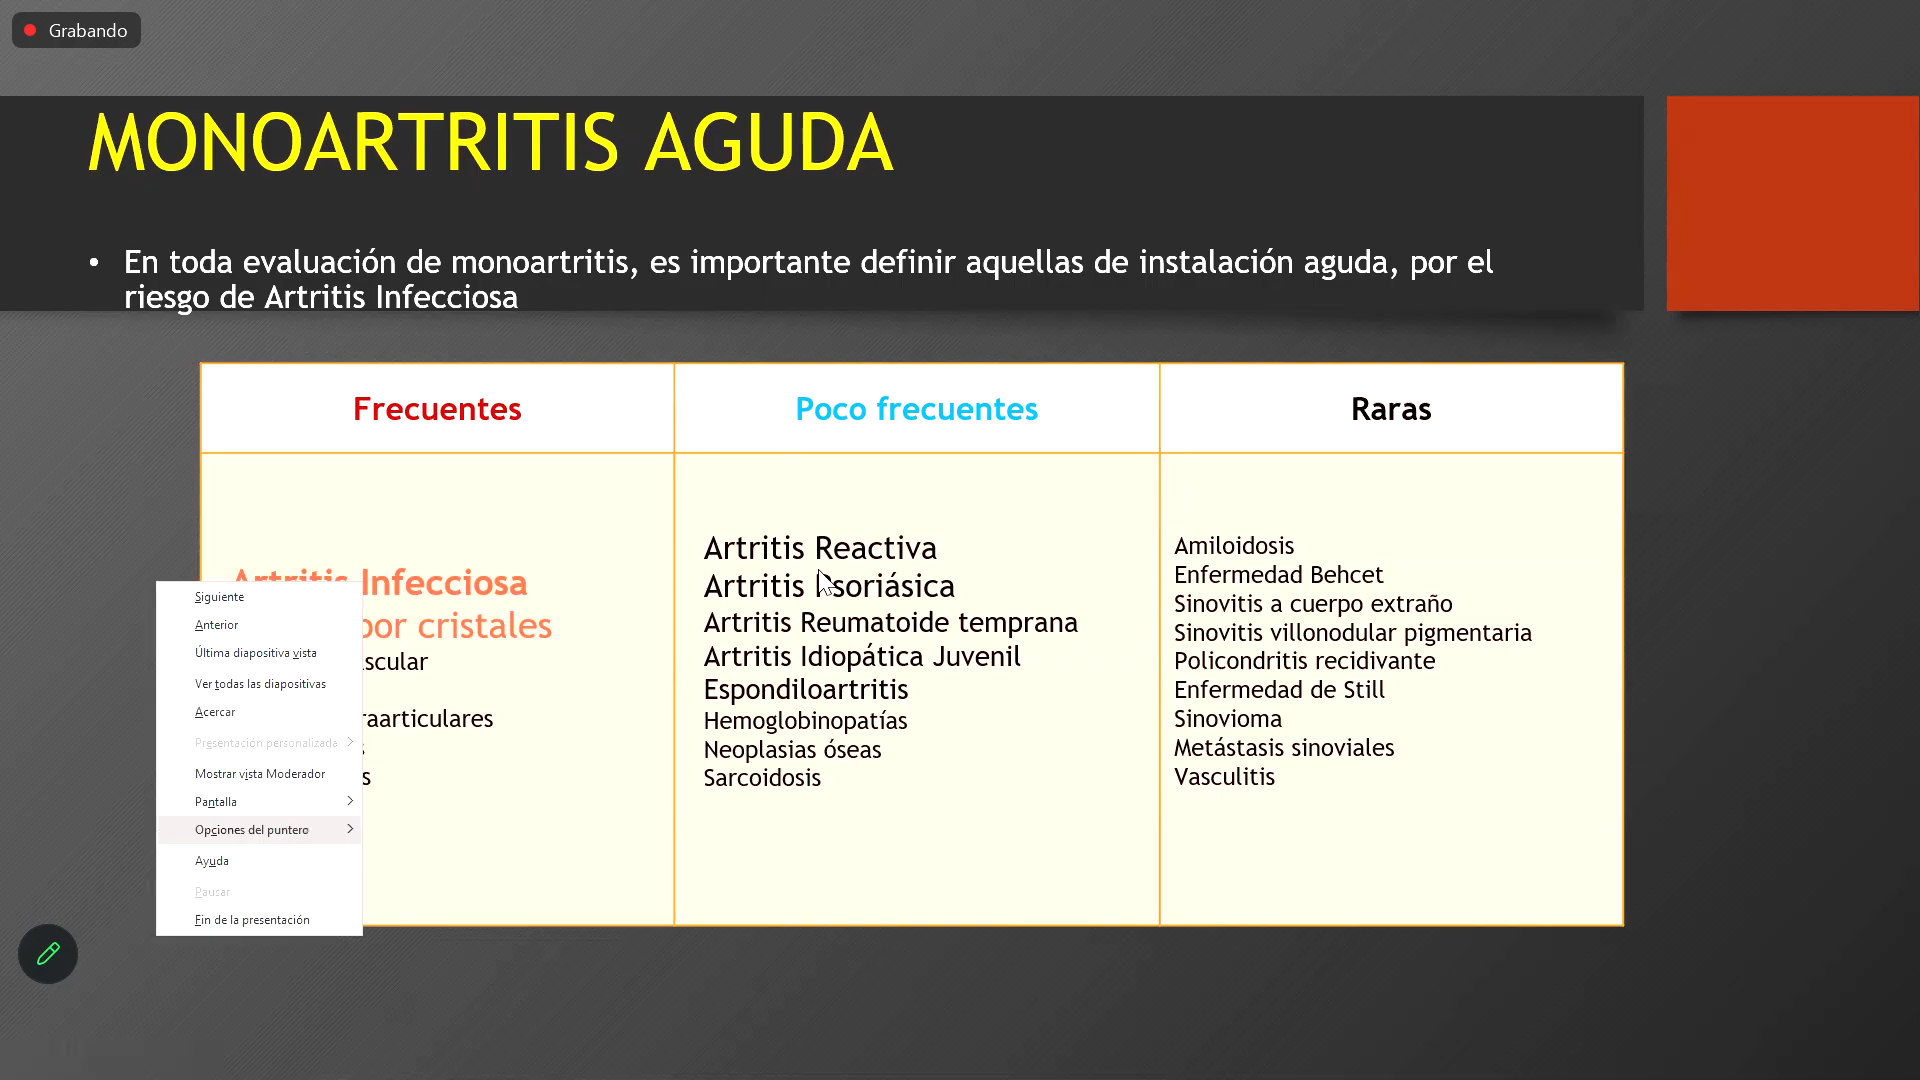 Grabando
MONOARTRITIS AGUDA
• En toda evaluación de monoartritis, es importante definir aquellas de instalación aguda, por el
riesgo de Artritis Infecciosa
Frecuentes
Poco frecuentes
Raras
Artritis Infecciosa
por cristales
Artritis Reactiva
Artritis Psoriásica
Artritis Reumatoide temprana
Artritis Idiopática Juvenil
Espondiloartritis
Hemoglobinopatías
Neoplasias óseas
Sarcoidosis
Amiloidosis
Enfermedad Behcet
Sinovitis a cuerpo extraño
Sinovitis villonodular pigmentaria
Policondritis recidivante
Enfermedad de Still
Sinovioma
Metástasis sinoviales
Vasculitis
Siguiente
Anterior
Última diapositiva vista
Ver todas las diapositivas
Acercar
Presentación personalizada
Mostrar vista Moderador
Pantalla
Opciones del puntero
Ayuda
Pausar
Fin de la presentación